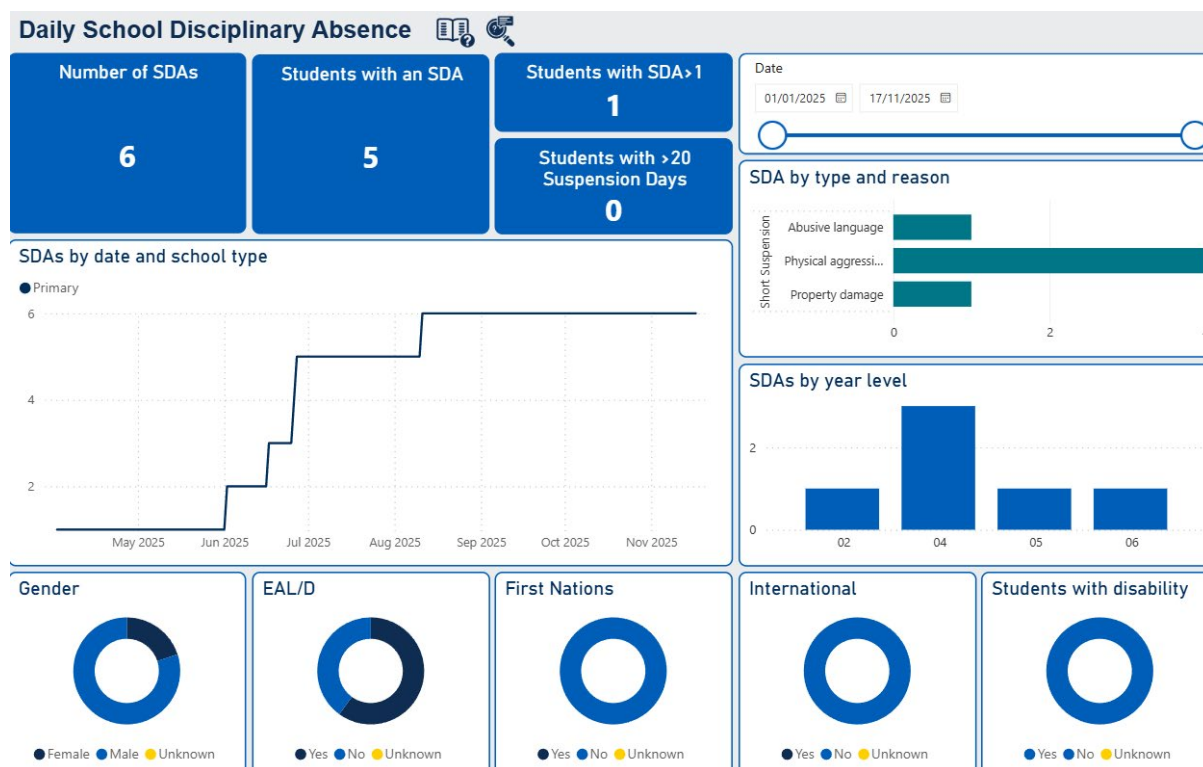 Daily School Disciplinary Absence
Number of SDAs
6
Students with an SDA
5
Students with SDA>1
1
Students with >20
Suspension Days
0
Date
01/01/2025 17/11/2025
SDAs by date and school type
Primary
6
4
2
May 2025 Jun 2025 Jul 2025 Aug 2025 Sep 2025 Oct 2025 Nov 2025
SDA by type and reason
Short Suspension
Abusive language
Physical aggressi...
Property damage
0 2
SDAs by year level
2
0
02 04 05 06
Gender
Female Male Unknown
EAL/D
Yes No Unknown
First Nations
Yes No Unknown
International
Yes No Unknown
Students with disability
Yes No Unknown